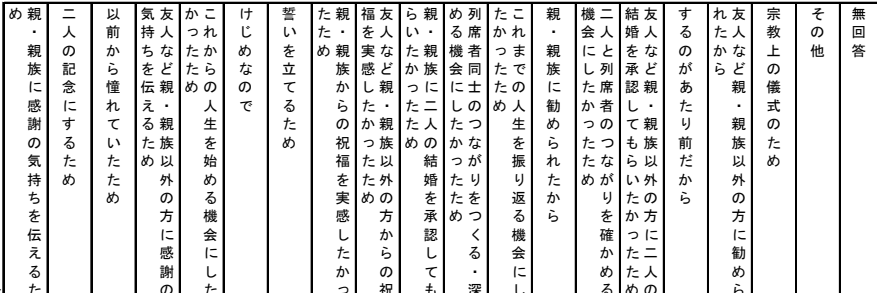 無回答
その他
宗教上の儀式のため
友人など親・親族以外の方に勧めら
れたから
するのがあたり前だから
友人など親・親族以外の方に二人の
結婚を承認してもらいたかったため
二人と列席者のつながりを確かめる
機会にしたかったため
親・親族に勧められたから
これまでの人生を振り返る機会にし
たかったため
列席者同士のつながりをつくる・深
める機会にしたかったため
親・親族に二人の結婚を承認しても
らいたかったため
友人など親・親族以外の方からの祝
福を実感したかったため
親・親族からの祝福を実感したかっ
たため
誓いを立てるため
けじめなので
これからの人生を始める機会にした
かったため
友人など親・親族以外の方に感謝の
気持ちを伝えるため
以前から憧れていたため
二人の記念にするため
親・親族に感謝の気持ちを伝えるた
め